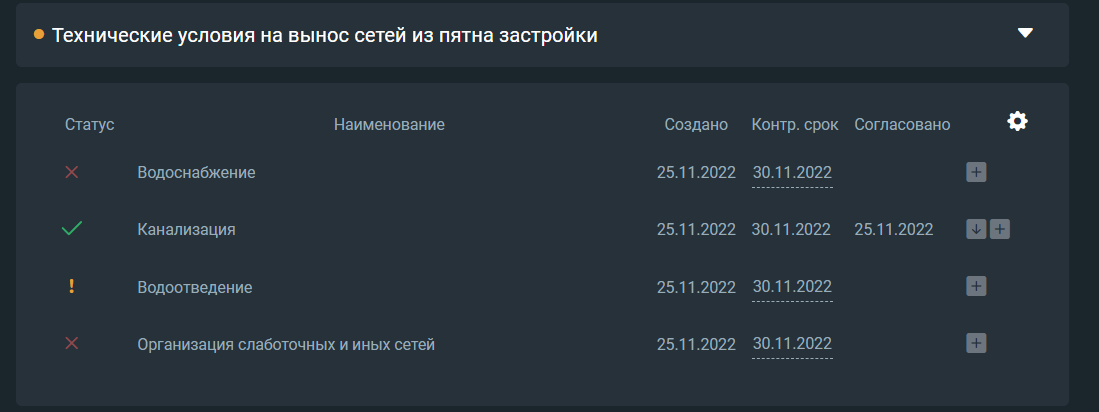 Технические условия на вынос сетей из пятна застройки
Статус Наименование Создано Контр. срок Согласовано
Водоснабжение 25.11.2022 30.11.2022
Канализация 25.11.2022 30.11.2022 25.11.2022
Водоотведение 25.11.2022 30.11.2022
Организация слаботочных и иных сетей 25.11.2022 30.11.2022